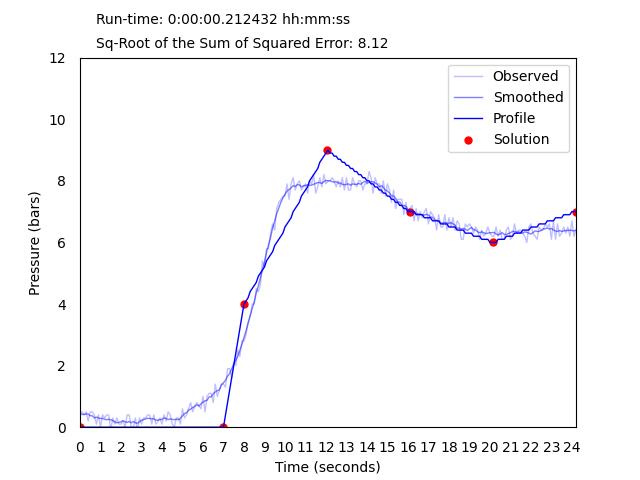 Run-time: 0:00:00.212432 hh:mm:ss
Sq-Root of the Sum of Squared Error: 8.12
12
10
8
6
4
2
0
Pressure (bars)
Observed
Smoothed
Profile
Solution
0 1 2 3 4 5 6 7 8 9 10 11 12 13 14 15 16 17 18 19 20 21 22 23 24
Time (seconds)